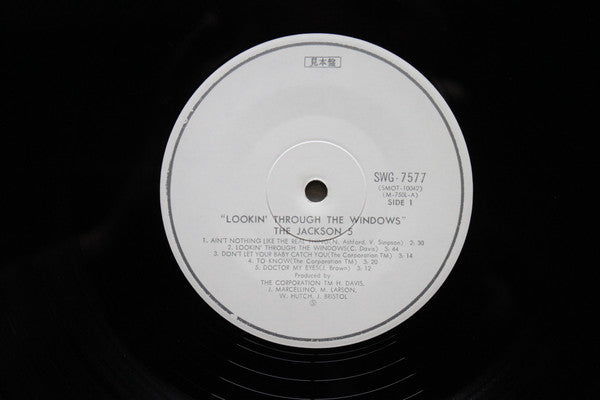 見本盤
SWG-7577
(SMOT-10042)
(M-750L-A)
SIDE 1
"LOOKIN' THROUGH THE WINDOWS"
THE JACKSON 5
1. AIN'T NOTHING LIKE THE REAL THING(N. Ashford, V. Simpson) 2: 30
2. LOOKIN' THROUGH THE WINDOWS(C. Davis) 3: 44
3. DON'T LET YOUR BABY CATCH YOU(The Corporation TM) 3: 14
4. TO KNOW(The Corporation TM) 3: 20
5. DOCTOR MY EYES(J. Brown) 3: 12
Produced by
THE CORPORATION TM H. DAVIS,
J. MARCELLINO, M. LARSON,
W. HUTCH, J. BRISTOL
Ⓢ